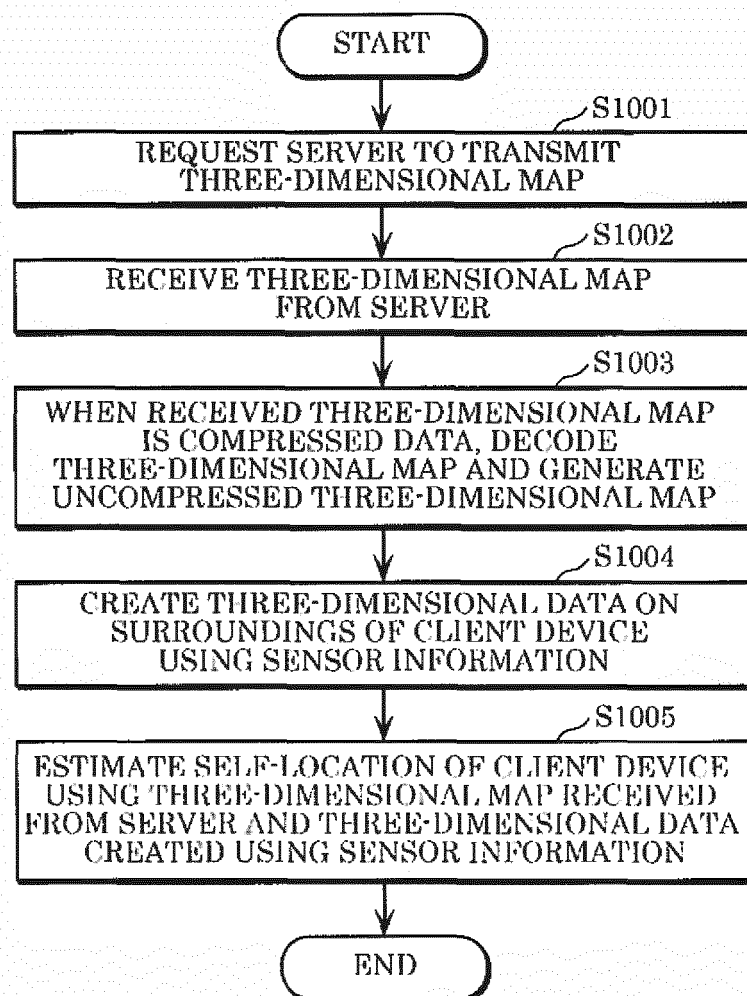 START
S1001
REQUEST SERVER TO TRANSMIT
THREE-DIMENSIONAL MAP
S1002
RECEIVE THREE-DIMENSIONAL MAP
FROM SERVER
S1003
WHEN RECEIVED THREE-DIMENSIONAL MAP
IS COMPRESSED DATA, DECODE
THREE-DIMENSIONAL MAP AND GENERATE
UNCOMPRESSED THREE-DIMENSIONAL MAP
S1004
CREATE THREE-DIMENSIONAL DATA ON
SURROUNDINGS OF CLIENT DEVICE
USING SENSOR INFORMATION
S1005
ESTIMATE SELF-LOCATION OF CLIENT DEVICE
USING THREE-DIMENSIONAL MAP RECEIVED
FROM SERVER AND THREE-DIMENSIONAL DATA
CREATED USING SENSOR INFORMATION
END